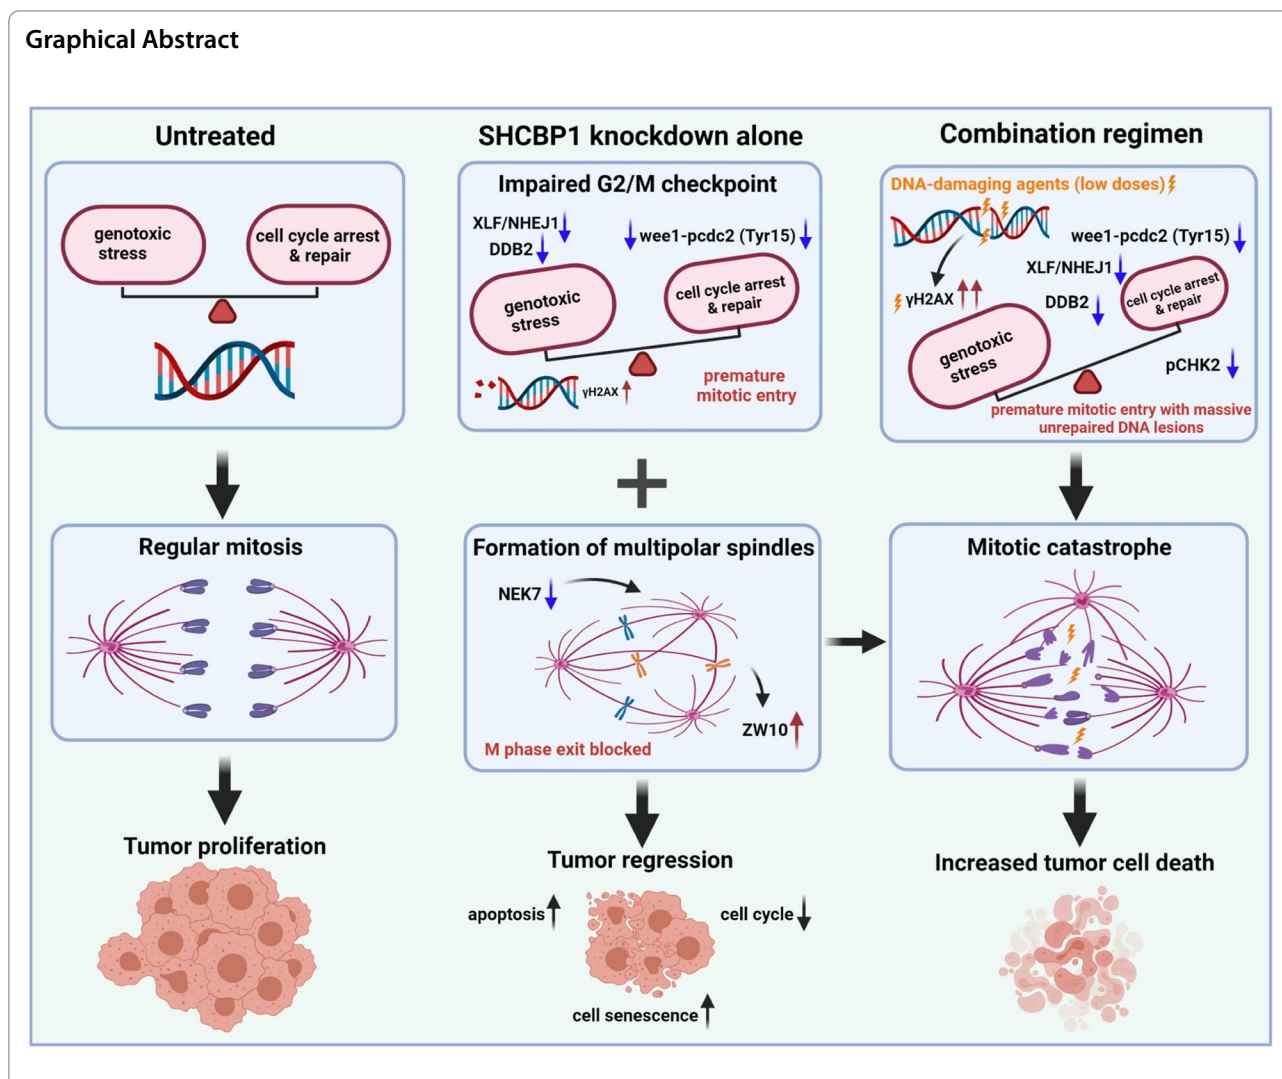 Graphical Abstract
Untreated
genotoxic
stress
cell cycle arrest
& repair
Regular mitosis
Tumor proliferation
SHCBP1 knockdown alone
Impaired G2/M checkpoint
XLF/NHEJ1
DDB2
wee1-pcdc2 (Tyr15)
genotoxic
stress
cell cycle arrest
& repair
γH2AX
premature
mitotic entry
+
Formation of multipolar spindles
NEK7
ZW10
M phase exit blocked
Tumor regression
apoptosis
cell cycle
cell senescence
Combination regimen
DNA-damaging agents (low doses)
wee1-pcdc2 (Tyr15)
XLF/NHEJ1
γH2AX
DDB2
cell cycle arrest
& repair
genotoxic
stress
pCHK2
premature mitotic entry with massive
unrepaired DNA lesions
Mitotic catastrophe
Increased tumor cell death